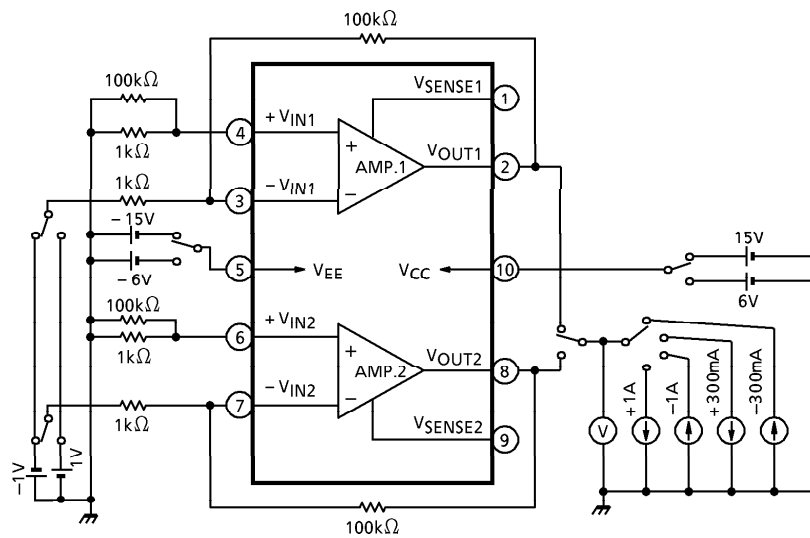 100kΩ
100kΩ
VSENSE1
1
4
+VIN1
+
AMP.1
−
VOUT1
2
1kΩ
1kΩ
3
−VIN1
−15V
−6V
5
VEE
VCC
10
15V
6V
100kΩ
6
+VIN2
+
AMP.2
−
VOUT2
8
1kΩ
7
−VIN2
1kΩ
VSENSE2
9
−1V
1V
V
+1A
−1A
+300mA
−300mA
100kΩ